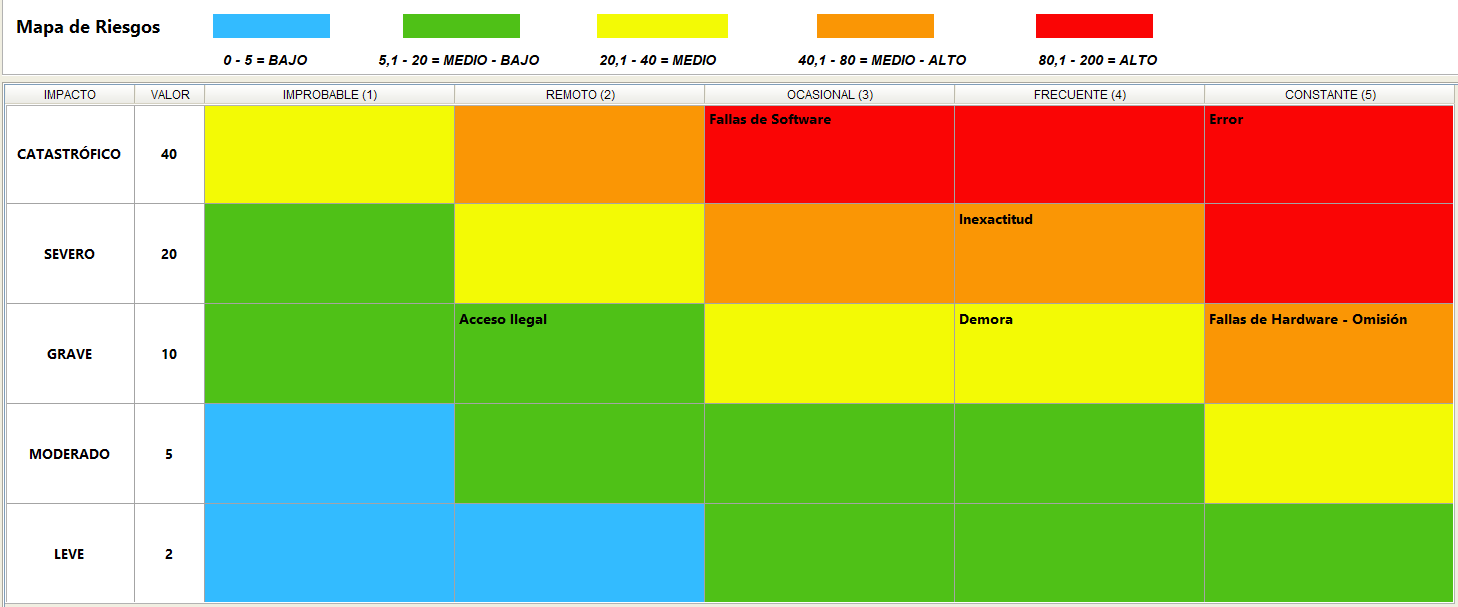 Mapa de Riesgos
0 - 5 = BAJO 5,1 - 20 = MEDIO - BAJO 20,1 - 40 = MEDIO 40,1 - 80 = MEDIO - ALTO 80,1 - 200 = ALTO
IMPACTO VALOR IMPROBABLE (1) REMOTO (2) OCASIONAL (3) FRECUENTE (4) CONSTANTE (5)
Fallas de Software Error
CATASTRÓFICO 40
Inexactitud
SEVERO 20
Acceso Ilegal Demora Fallas de Hardware - Omisión
GRAVE 10
MODERADO 5
LEVE 2